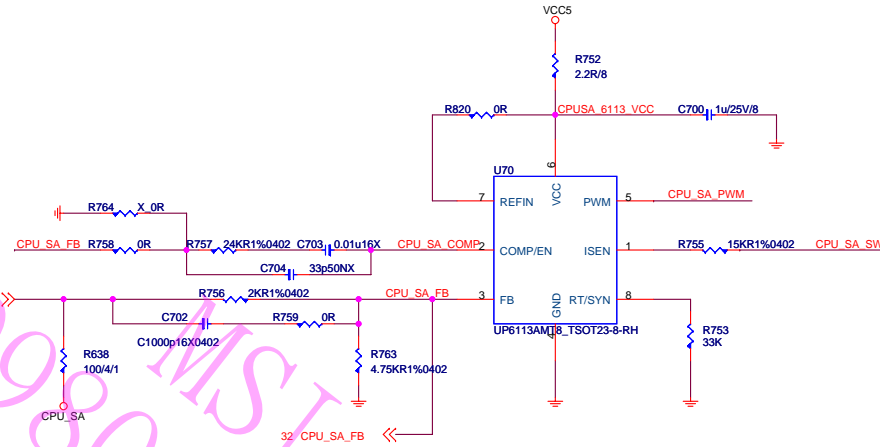 VCC5
R752
2.2R/8
R820 0R
CPUSA_6113_VCC
C700 1u/25V/8
U70
6
7 REFIN
VCC
PWM 5
CPU_SA_PWM
R764 X_0R
CPU_SA_FB R758 0R
R757 24KR1%0402 C703 0.01u16X
CPU_SA_COMP 2
COMP/EN
ISEN 1
R755 15KR1%0402
CPU_SA_SW
C704 33p50NX
R756 2KR1%0402
CPU_SA_FB 3
FB
GND
RT/SYN 8
C702
C1000p16X0402
R759 0R
4
UP6113AMT8_TSOT23-8-RH
R753
33K
R638
100/4/1
R763
4.75KR1%0402
CPU_SA
32 CPU_SA_FB
MSI